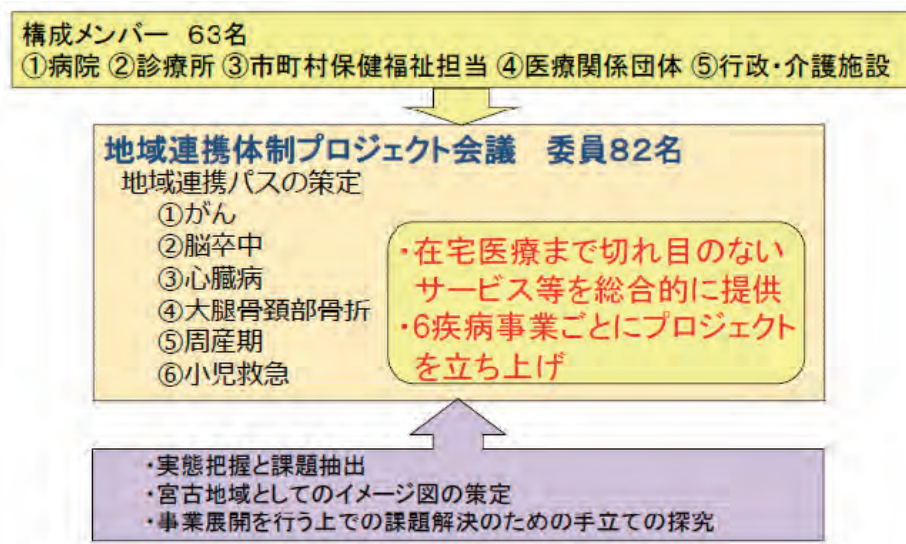 構成メンバー 63名
①病院 ②診療所 ③市町村保健福祉担当 ④医療関係団体 ⑤行政・介護施設
地域連携体制プロジェクト会議 委員82名
地域連携パスの策定
①がん
②脳卒中
③心臓病
④大腿骨頚部骨折
⑤周産期
⑥小児救急
・在宅医療まで切れ目のない
サービス等を総合的に提供
・6疾病事業ごとにプロジェクト
を立ち上げ
・実態把握と課題抽出
・宮古地域としてのイメージ図の策定
・事業展開を行う上での課題解決のための手立ての探究